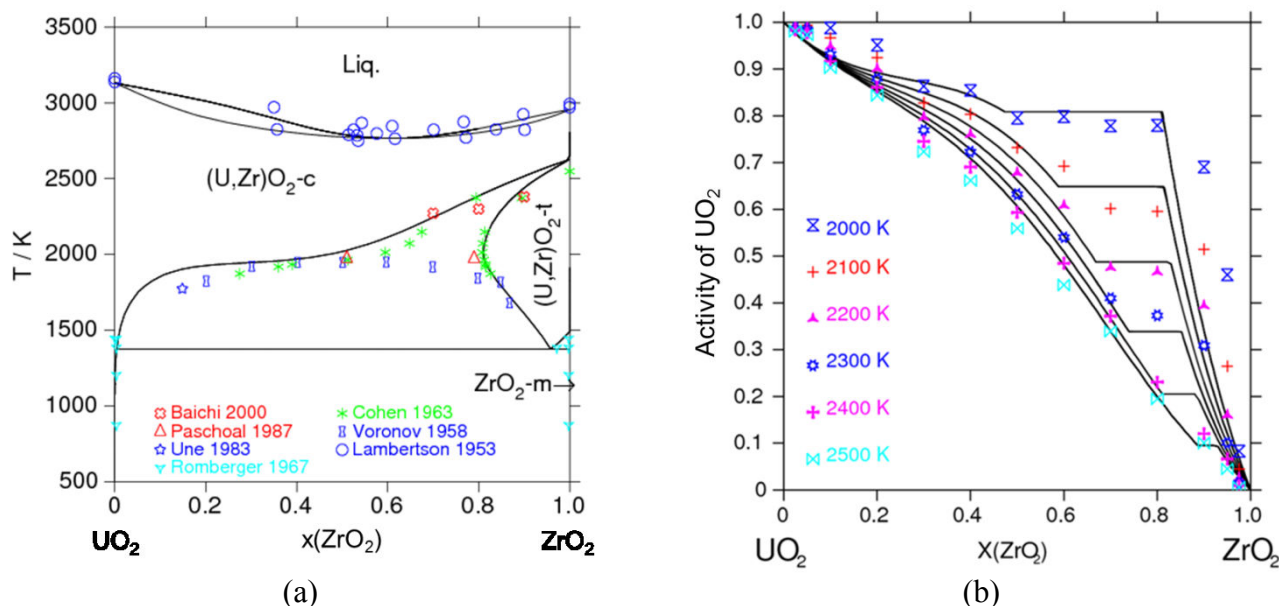 3500
3000
2500
2000
1500
1000
500
T / K
Liq.
(U,Zr)O₂-c
(U,Zr)O₂-t
ZrO₂-m→
Baichi 2000
Cohen 1963
Paschoal 1987
Voronov 1958
Une 1983
Lambertson 1953
Romberger 1967
0 0.2 0.4 0.6 0.8 1.0
UO₂ x(ZrO₂) ZrO₂
(a)
1.0
0.9
0.8
0.7
0.6
0.5
0.4
0.3
0.2
0.1
0
Activity of UO₂
2000 K
2100 K
2200 K
2300 K
2400 K
2500 K
0 0.2 0.4 0.6 0.8 1.0
UO₂ X(ZrO₂) ZrO₂
(b)